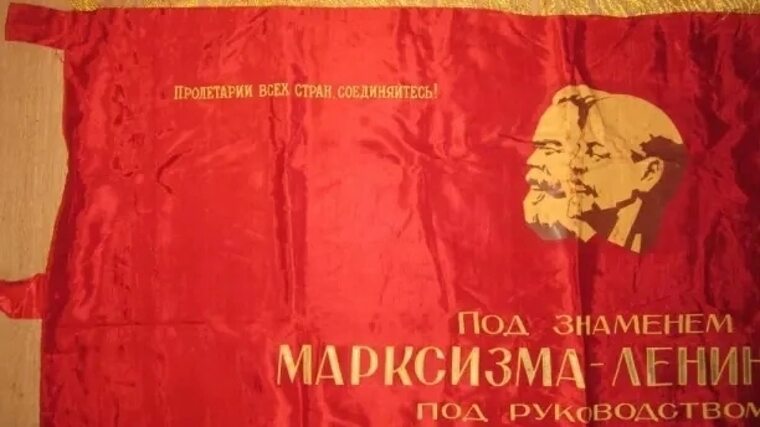 ПРОЛЕТАРИИ ВСЕХ СТРАН, СОЕДИНЯЙТЕСЬ!
ПОД ЗНАМЕНЕМ
МАРКСИЗМА-ЛЕНИН
ПОД РУКОВОДСТВОМ